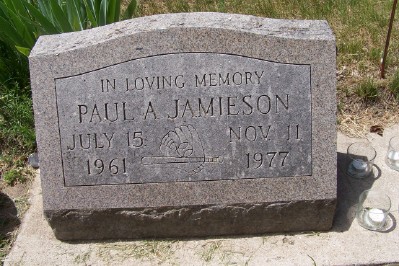 IN LOVING MEMORY
PAUL A. JAMIESON
JULY 15 NOV. 11
1961 1977